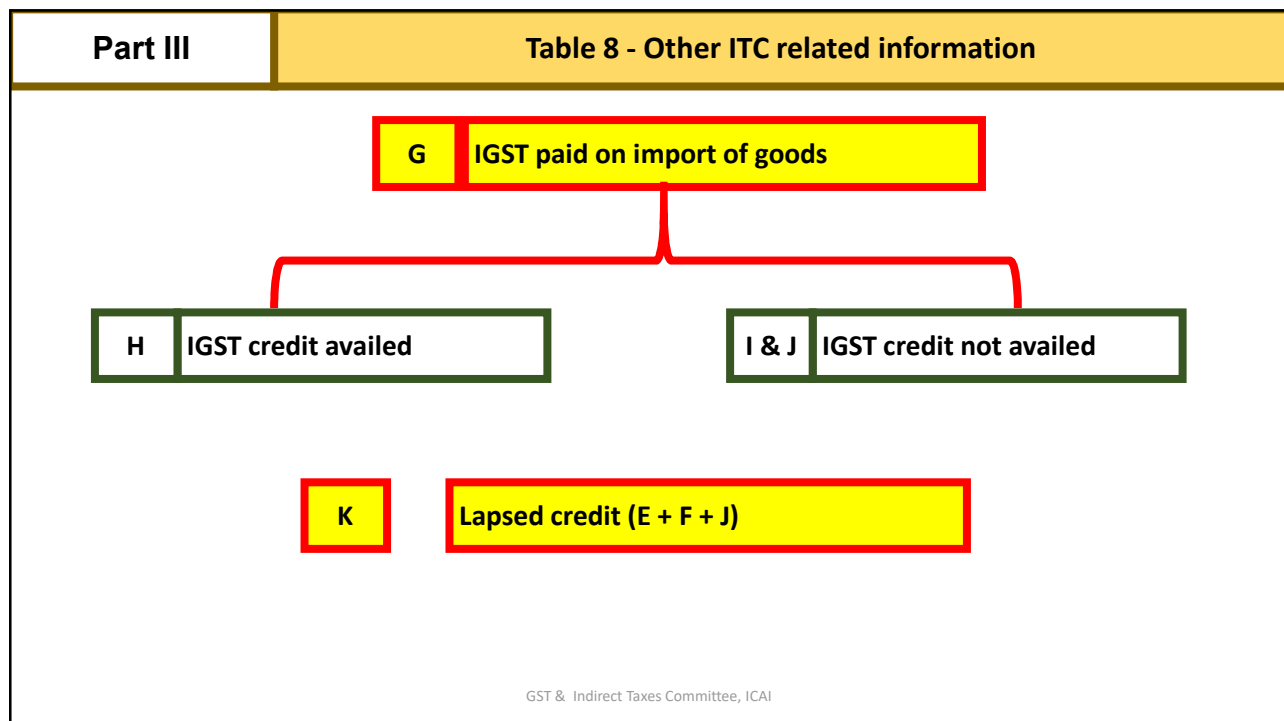 Part III
Table 8 - Other ITC related information
G IGST paid on import of goods
H IGST credit availed
I & J IGST credit not availed
K Lapsed credit (E + F + J)
GST & Indirect Taxes Committee, ICAI